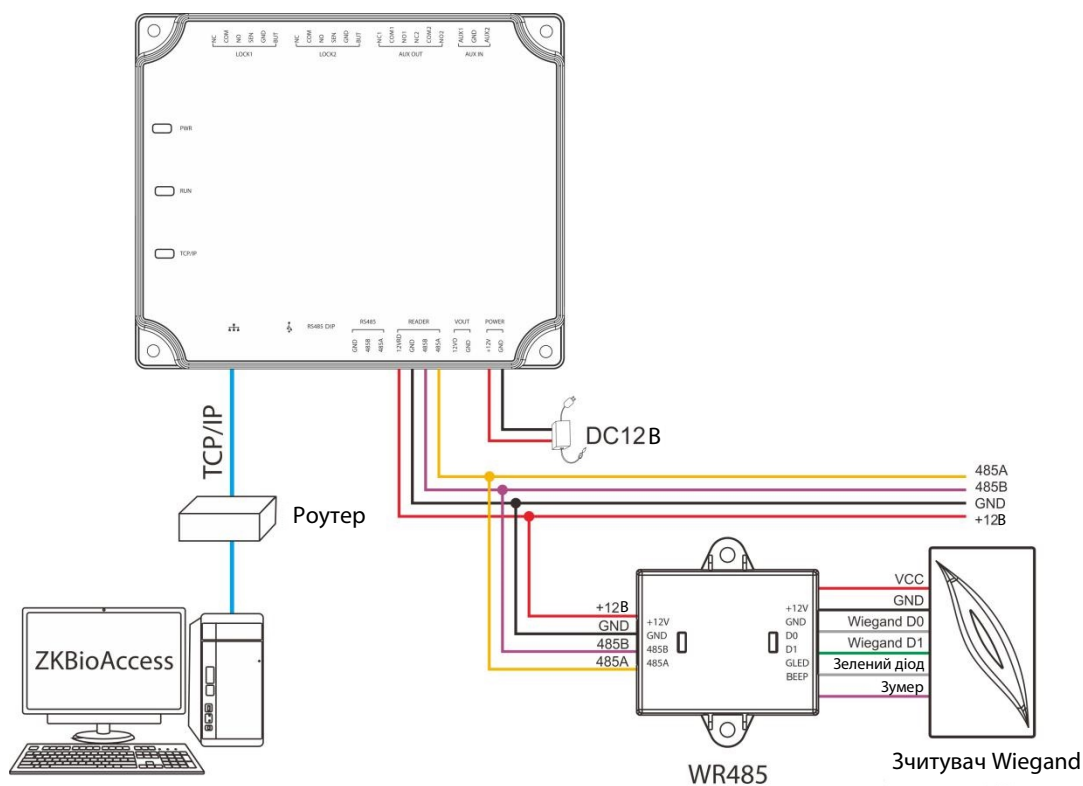 NC COM NO SEN GND BUT
LOCK1
NC COM NO SEN GND BUT
LOCK2
NC1 COM1 NO1 NC2 COM2 NO2
AUX OUT
AUX1 GND AUX2
AUX IN
PWR
RUN
TCP/IP
RS485 DIP
RS485
GND 485B 485A
READER
12VRD GND 485B 485A
VOUT
12VO GND
POWER
+12V GND
TCP/IP
DC12В
Роутер
485A
485B
GND
+12В
ZKBioAccess
+12В
GND
485B
485A
+12V
GND
485B
485A
+12V
GND
D0
D1
GLED
BEEP
VCC
GND
Wiegand D0
Wiegand D1
Зелений діод
Зумер
WR485
Зчитувач Wiegand